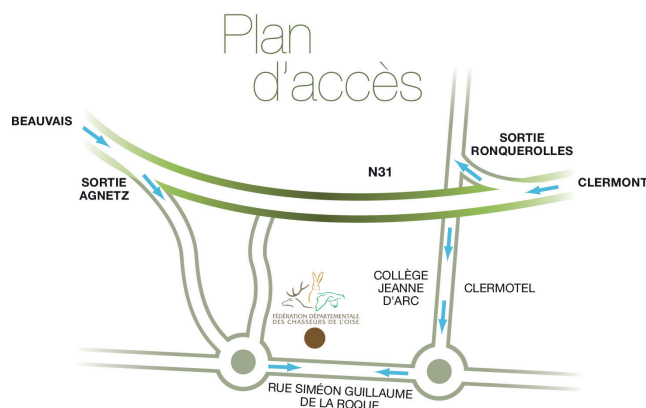 Plan
d'accès
BEAUVAIS
SORTIE
AGNETZ
N31
SORTIE
RONQUEROLLES
CLERMONT
COLLÈGE
JEANNE
D'ARC
CLERMOTEL
FÉDÉRATION DÉPARTEMENTALE
DES CHASSEURS DE L'OISE
RUE SIMÉON GUILLAUME
DE LA ROQUE